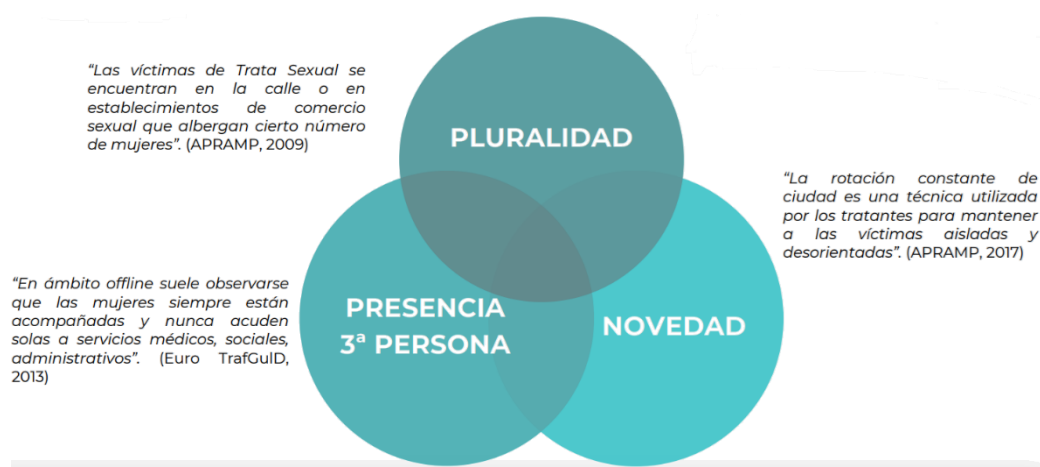 “Las víctimas de Trata Sexual se
encuentran en la calle o en
establecimientos de comercio
sexual que albergan cierto número
de mujeres”. (APRAMP, 2009)
PLURALIDAD
“La rotación constante de
ciudad es una técnica utilizada
por los tratantes para mantener
a las víctimas aisladas y
desorientadas”. (APRAMP, 2017)
“En ámbito offline suele observarse
que las mujeres siempre están
acompañadas y nunca acuden
solas a servicios médicos, sociales,
administrativos”. (Euro TrafGuID,
2013)
PRESENCIA
3ª PERSONA
NOVEDAD